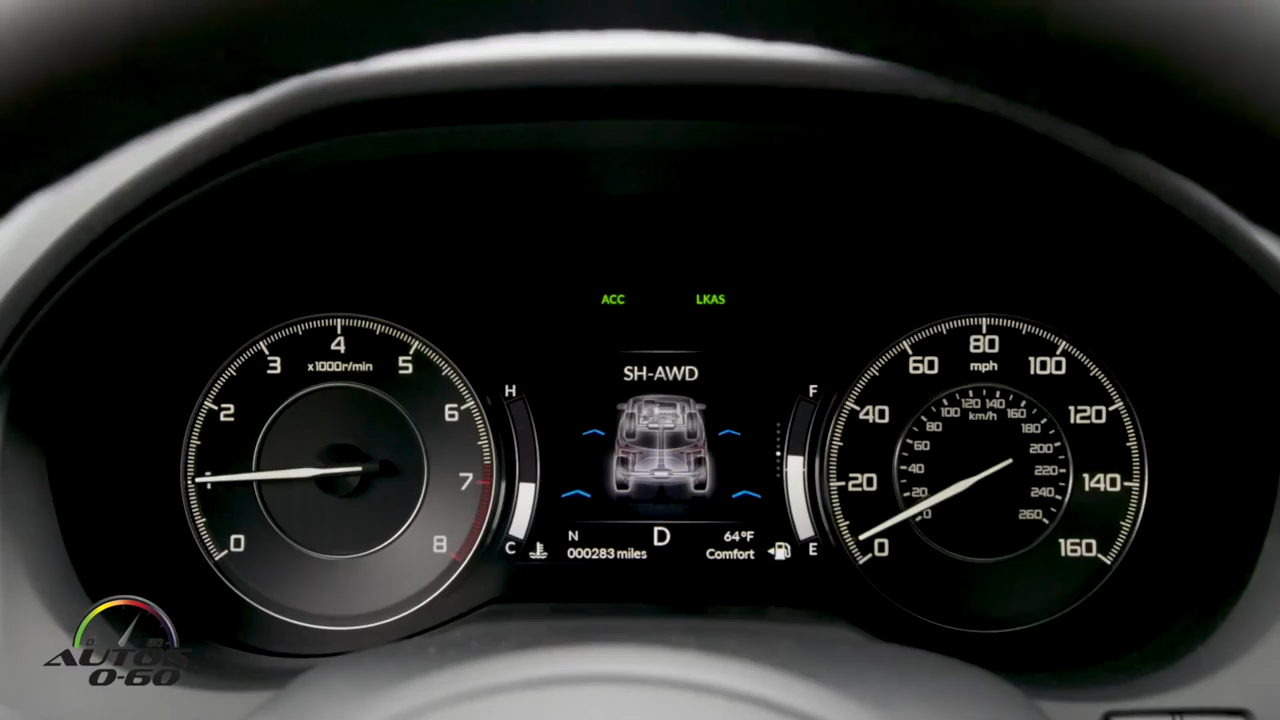 ACC LKAS
4
3 5
x1000r/min
2 6
1 7
0 8
H
C
SH-AWD
N D 64°F
000283 miles Comfort
F
E
80
60 100
mph
40 120
20 140
0 160
120 140
100 160
km/h
80 180
60 200
40 220
20 240
0 260
AUTOS
0-60